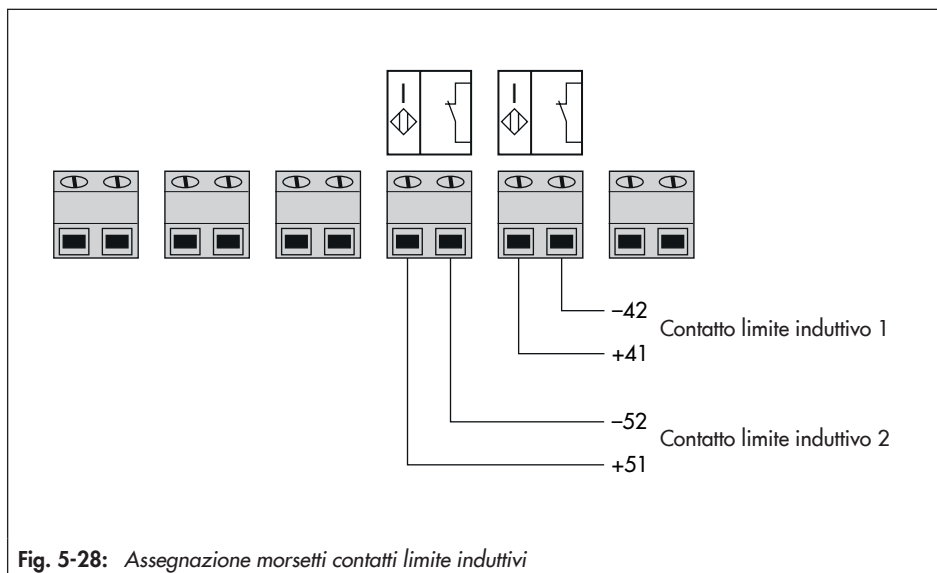 –42
Contatto limite induttivo 1
+41
–52
Contatto limite induttivo 2
+51
Fig. 5-28: Assegnazione morsetti contatti limite induttivi